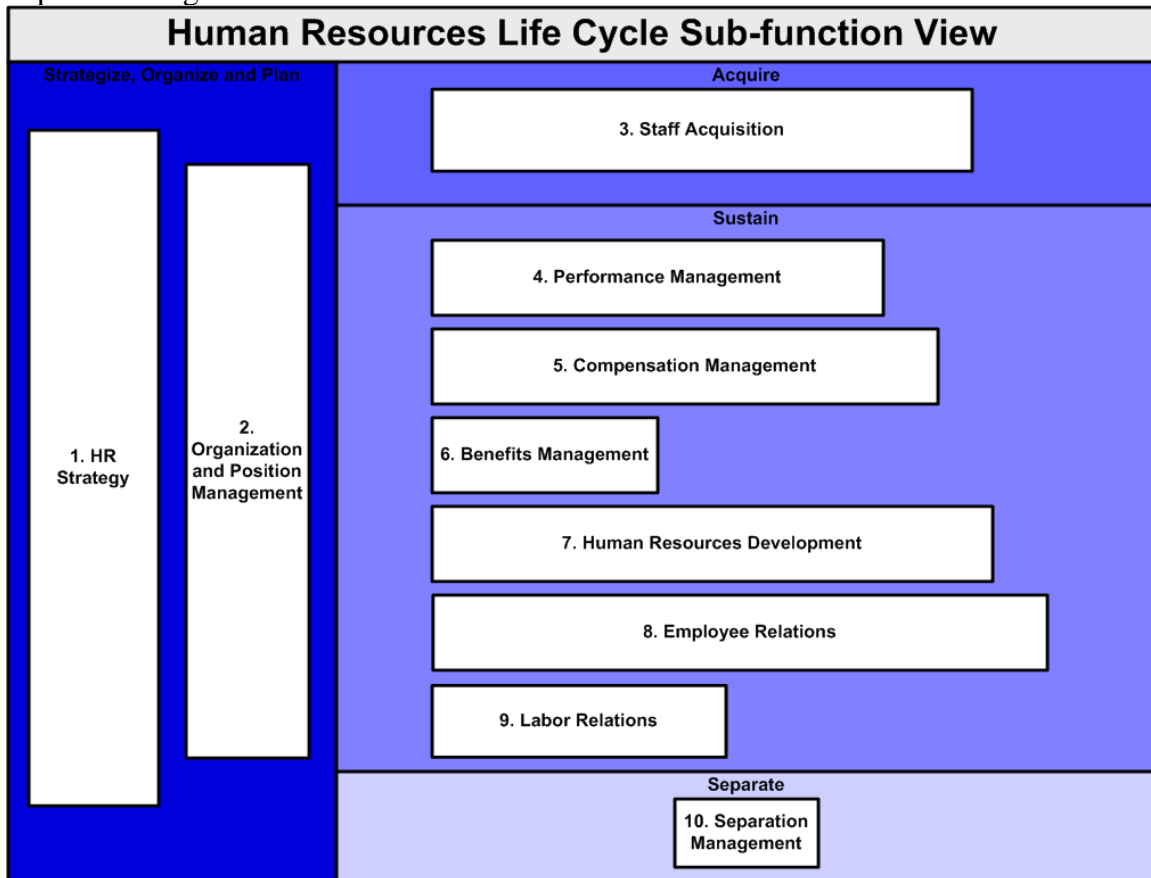 Human Resources Life Cycle Sub-function View
Strategize, Organize and Plan
1. HR
Strategy
2.
Organization
and Position
Management
Acquire
3. Staff Acquisition
Sustain
4. Performance Management
5. Compensation Management
6. Benefits Management
7. Human Resources Development
8. Employee Relations
9. Labor Relations
Separate
10. Separation
Management